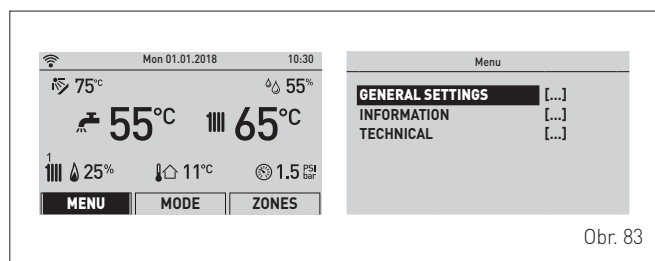 Mon 01.01.2018 10:30
75°C 55%
55°C 65°C
1
25% 11°C 1.5 PSI bar
MENU MODE ZONES
Menu
GENERAL SETTINGS [...]
INFORMATION [...]
TECHNICAL [...]
Obr. 83